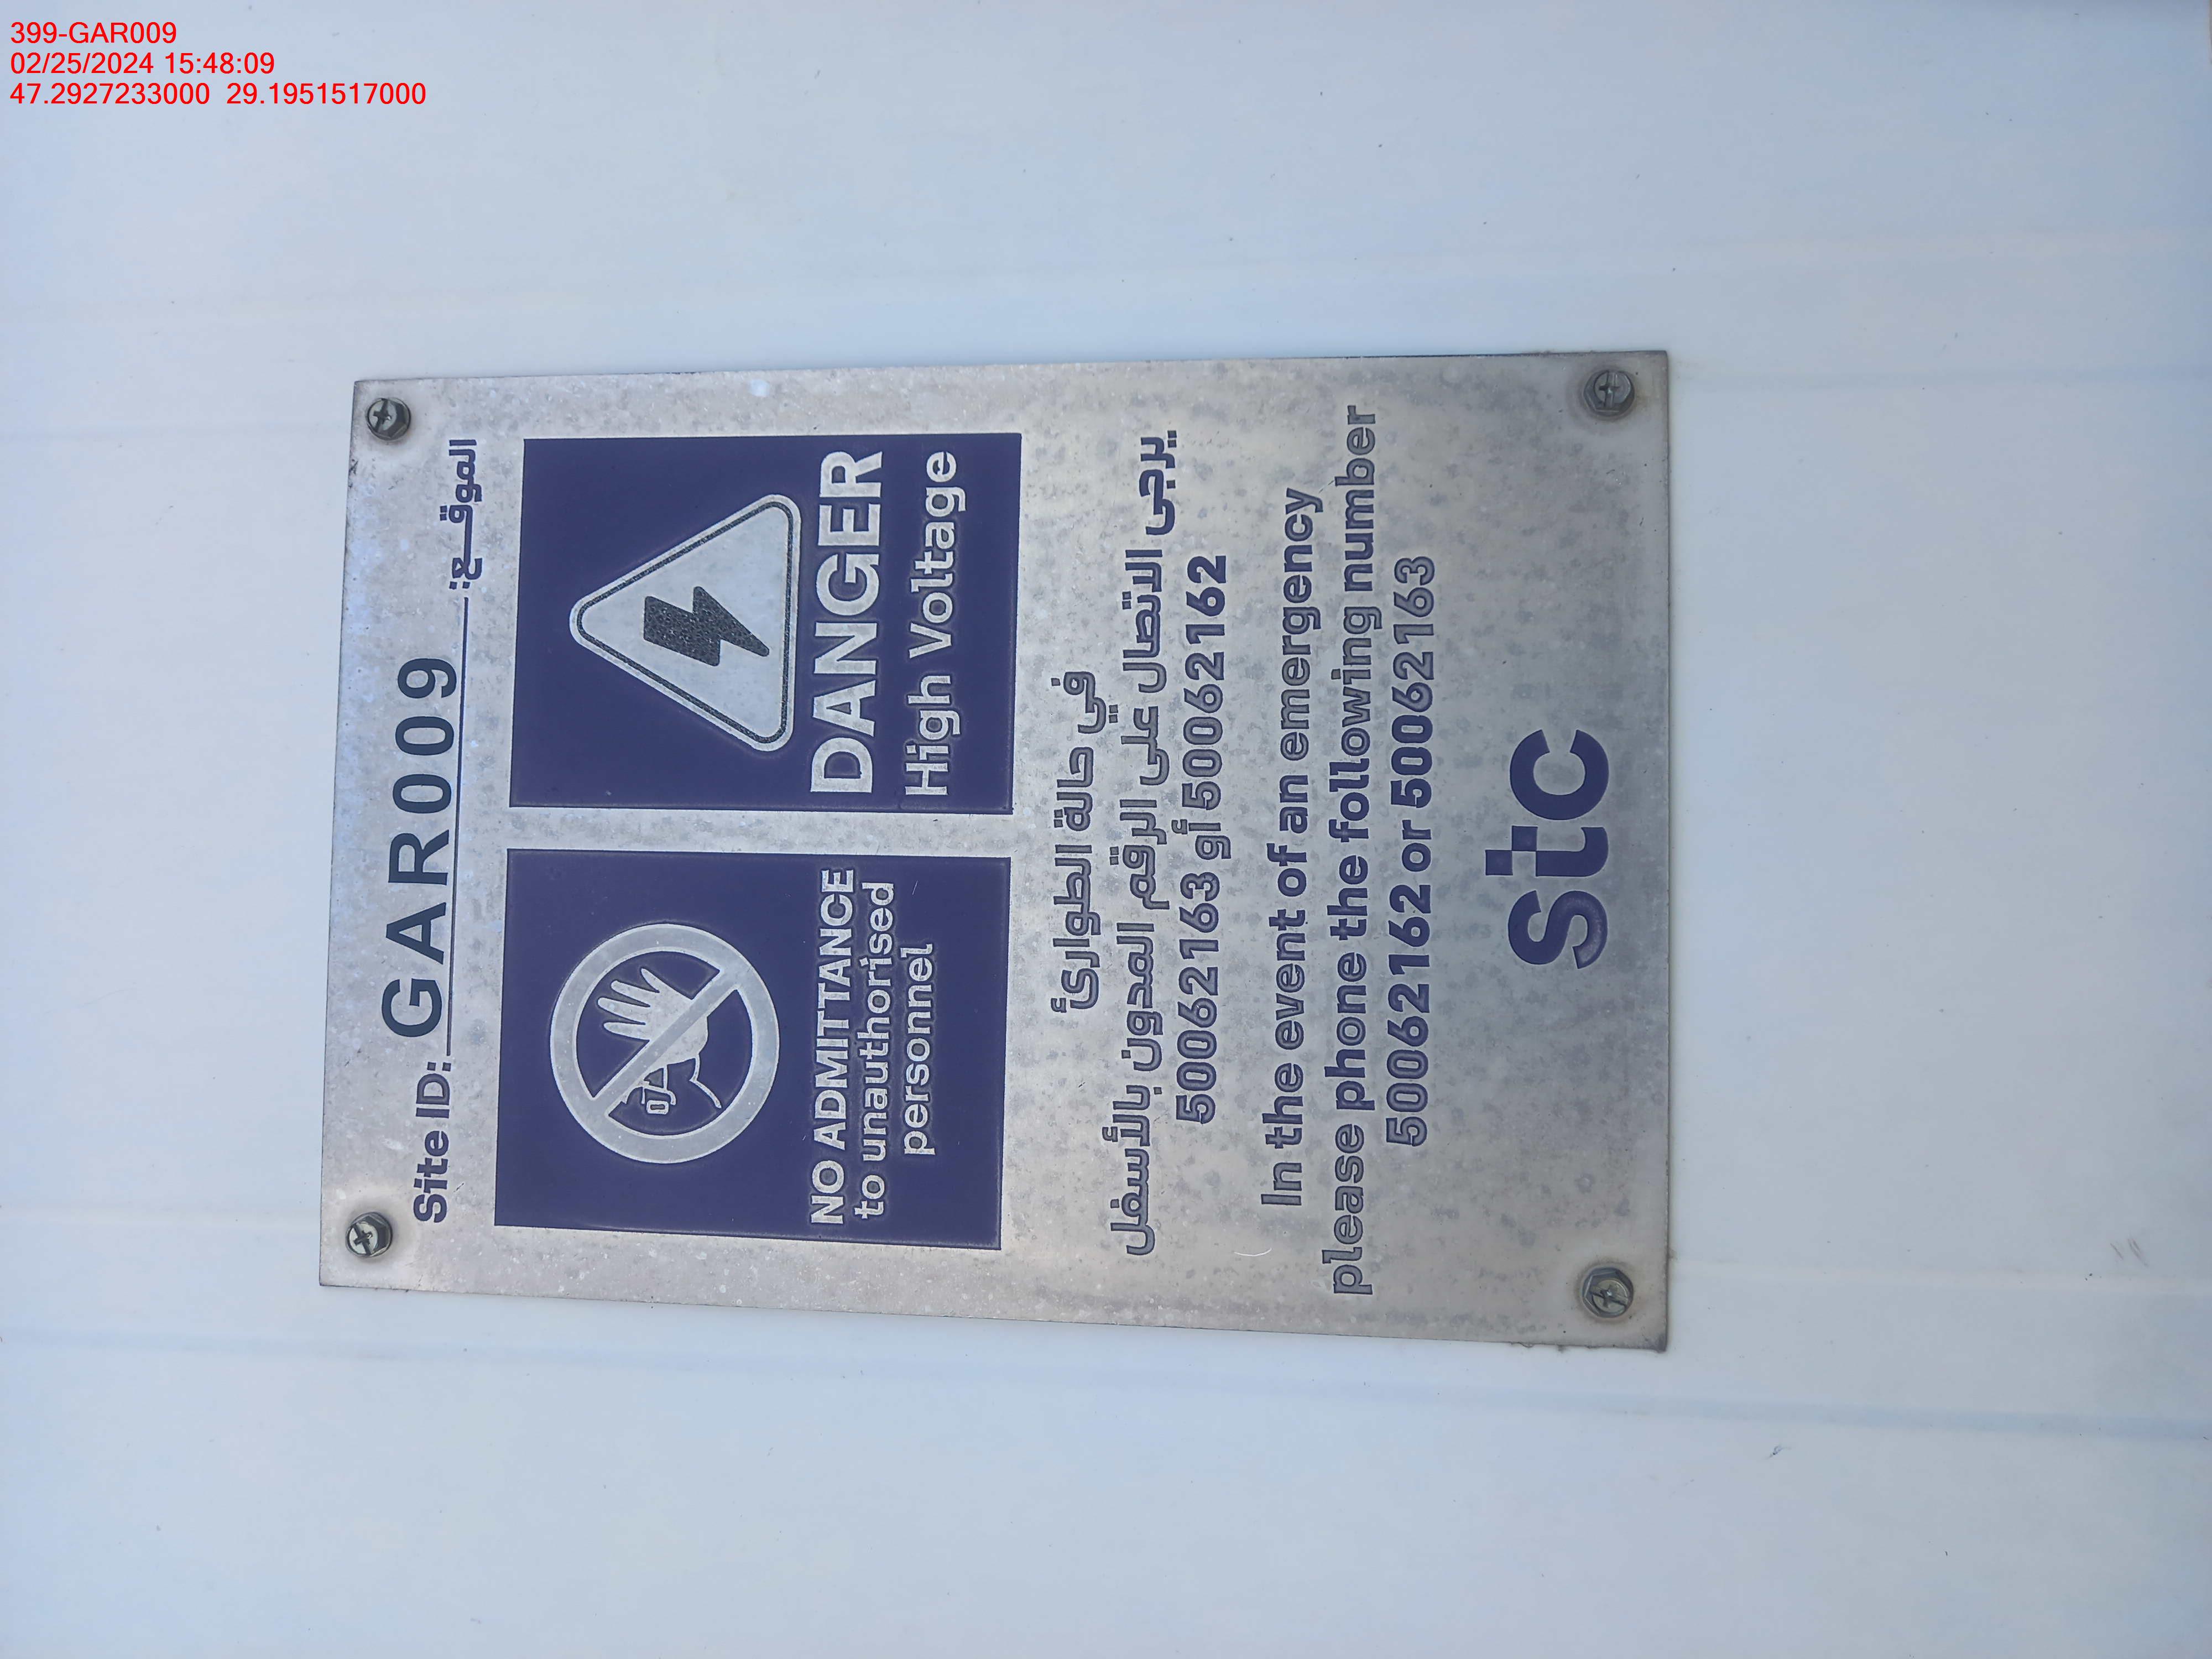 399-GAR009
02/25/2024 15:48:09
47.2927233000 29.1951517000
Site ID: GAR009 الموقـع:
NO ADMITTANCE
to unauthorised
personnel
DANGER
High Voltage
في حالة الطوارئ
يرجى الاتصال على الرقم المدون بالأسفل
50062163 أو 50062162
In the event of an emergency
please phone the following number
50062162 or 50062163
stc